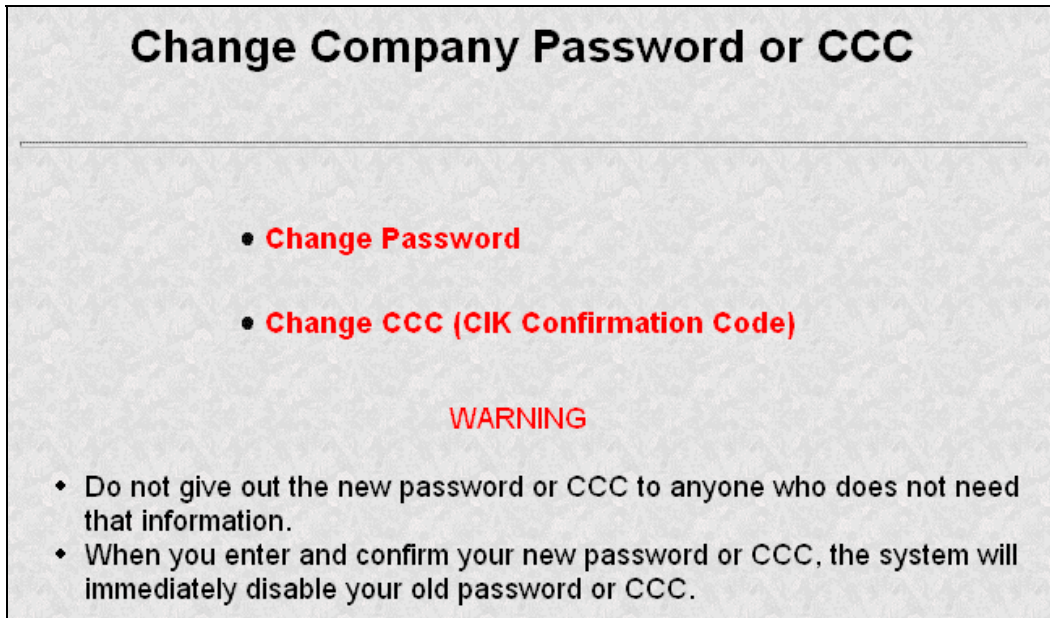 Change Company Password or CCC
• Change Password
• Change CCC (CIK Confirmation Code)
WARNING
• Do not give out the new password or CCC to anyone who does not need
that information.
• When you enter and confirm your new password or CCC, the system will
immediately disable your old password or CCC.